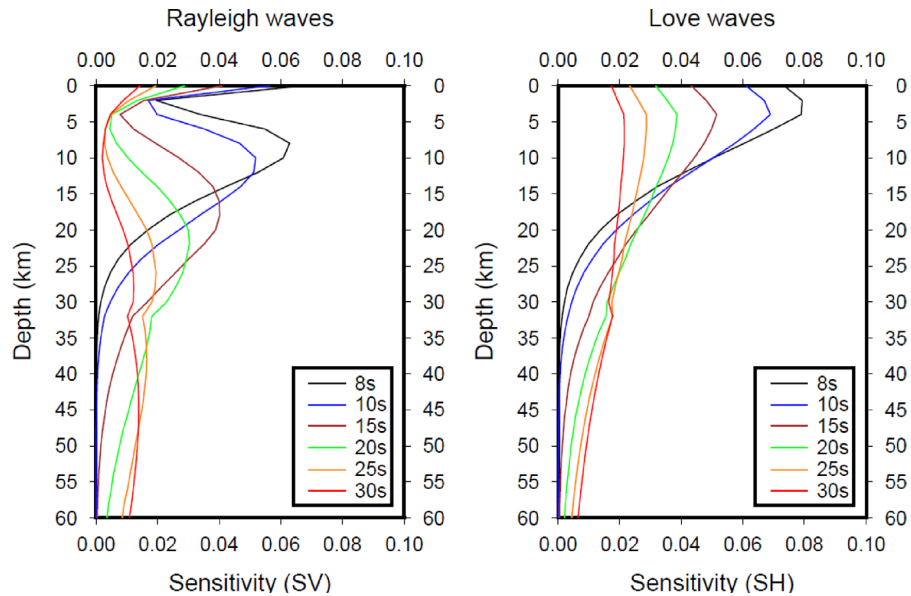 Rayleigh waves
0.00 0.02 0.04 0.06 0.08 0.10
0 0
5 5
10 10
15 15
20 20
25 25
30 30
35 35
40 40
45 45
50 50
55 55
60 60
Depth (km)
8s
10s
15s
20s
25s
30s
0.00 0.02 0.04 0.06 0.08 0.10
Sensitivity (SV)
Love waves
0.00 0.02 0.04 0.06 0.08 0.10
0 0
5 5
10 10
15 15
20 20
25 25
30 30
35 35
40 40
45 45
50 50
55 55
60 60
Depth (km)
8s
10s
15s
20s
25s
30s
0.00 0.02 0.04 0.06 0.08 0.10
Sensitivity (SH)